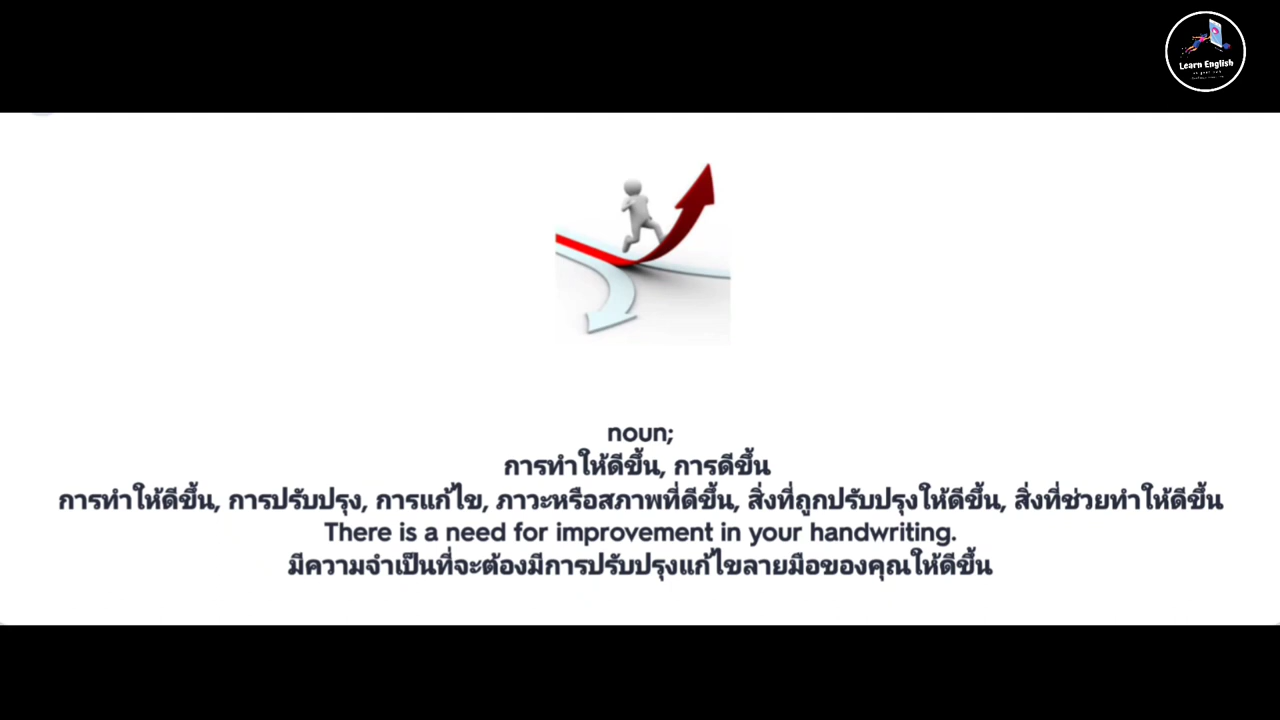 Learn English
noun;
การทำให้ดีขึ้น, การดีขึ้น
การทำให้ดีขึ้น, การปรับปรุง, การแก้ไข, ภาวะหรือสภาพที่ดีขึ้น, สิ่งที่ถูกปรับปรุงให้ดีขึ้น, สิ่งที่ช่วยทำให้ดีขึ้น
There is a need for improvement in your handwriting.
มีความจำเป็นที่จะต้องมีการปรับปรุงแก้ไขลายมือของคุณให้ดีขึ้น